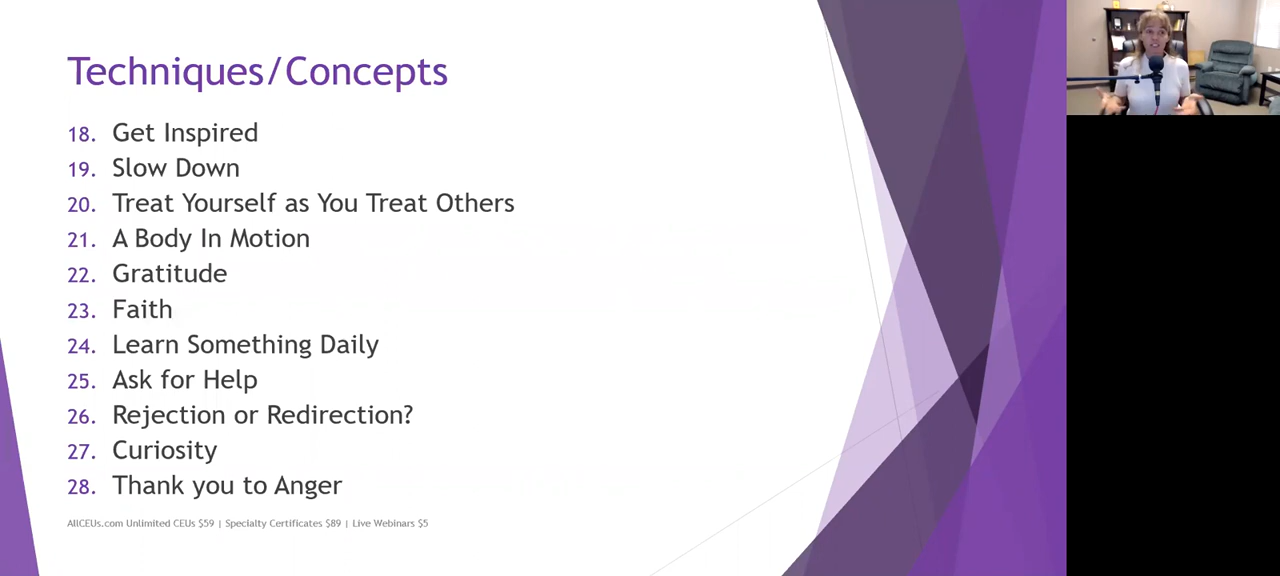 Techniques/Concepts
18. Get Inspired
19. Slow Down
20. Treat Yourself as You Treat Others
21. A Body In Motion
22. Gratitude
23. Faith
24. Learn Something Daily
25. Ask for Help
26. Rejection or Redirection?
27. Curiosity
28. Thank you to Anger
AllCEUs.com Unlimited CEUs $59 | Specialty Certificates $89 | Live Webinars $5